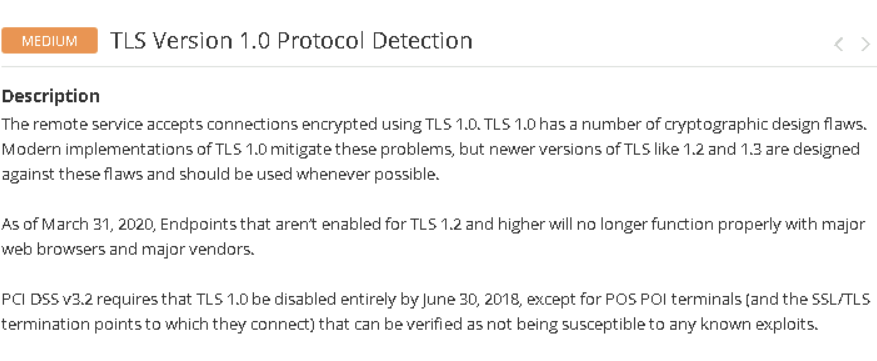 MEDIUM TLS Version 1.0 Protocol Detection
Description
The remote service accepts connections encrypted using TLS 1.0. TLS 1.0 has a number of cryptographic design flaws.
Modern implementations of TLS 1.0 mitigate these problems, but newer versions of TLS like 1.2 and 1.3 are designed
against these flaws and should be used whenever possible.
As of March 31, 2020, Endpoints that aren't enabled for TLS 1.2 and higher will no longer function properly with major
web browsers and major vendors.
PCI DSS v3.2 requires that TLS 1.0 be disabled entirely by June 30, 2018, except for POS POI terminals (and the SSL/TLS
termination points to which they connect) that can be verified as not being susceptible to any known exploits.